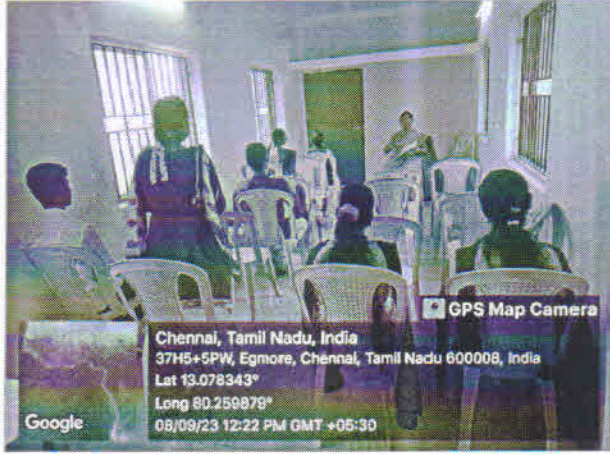 GPS Map Camera
Chennai, Tamil Nadu, India
37H5+5PW, Egmore, Chennai, Tamil Nadu 600008, India
Lat 13.078343°
Long 80.259879°
08/09/23 12:22 PM GMT +05:30
Google